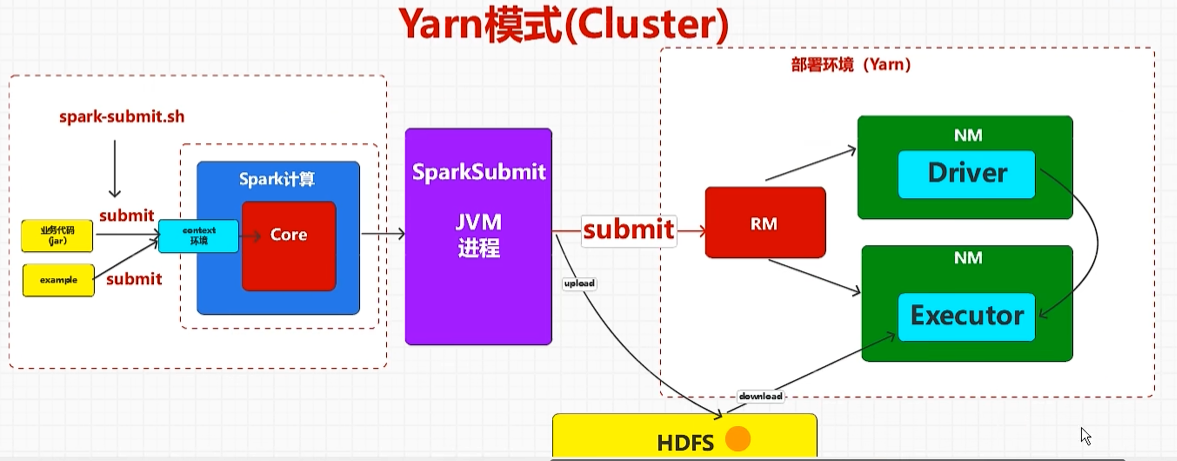 Yarn模式(Cluster)
部署环境（Yarn）
spark-submit.sh
submit
业务代码
(jar)
example
submit
context
环境
Spark计算
Core
SparkSubmit
JVM
进程
submit
upload
RM
NM
Driver
NM
Executor
download
HDFS